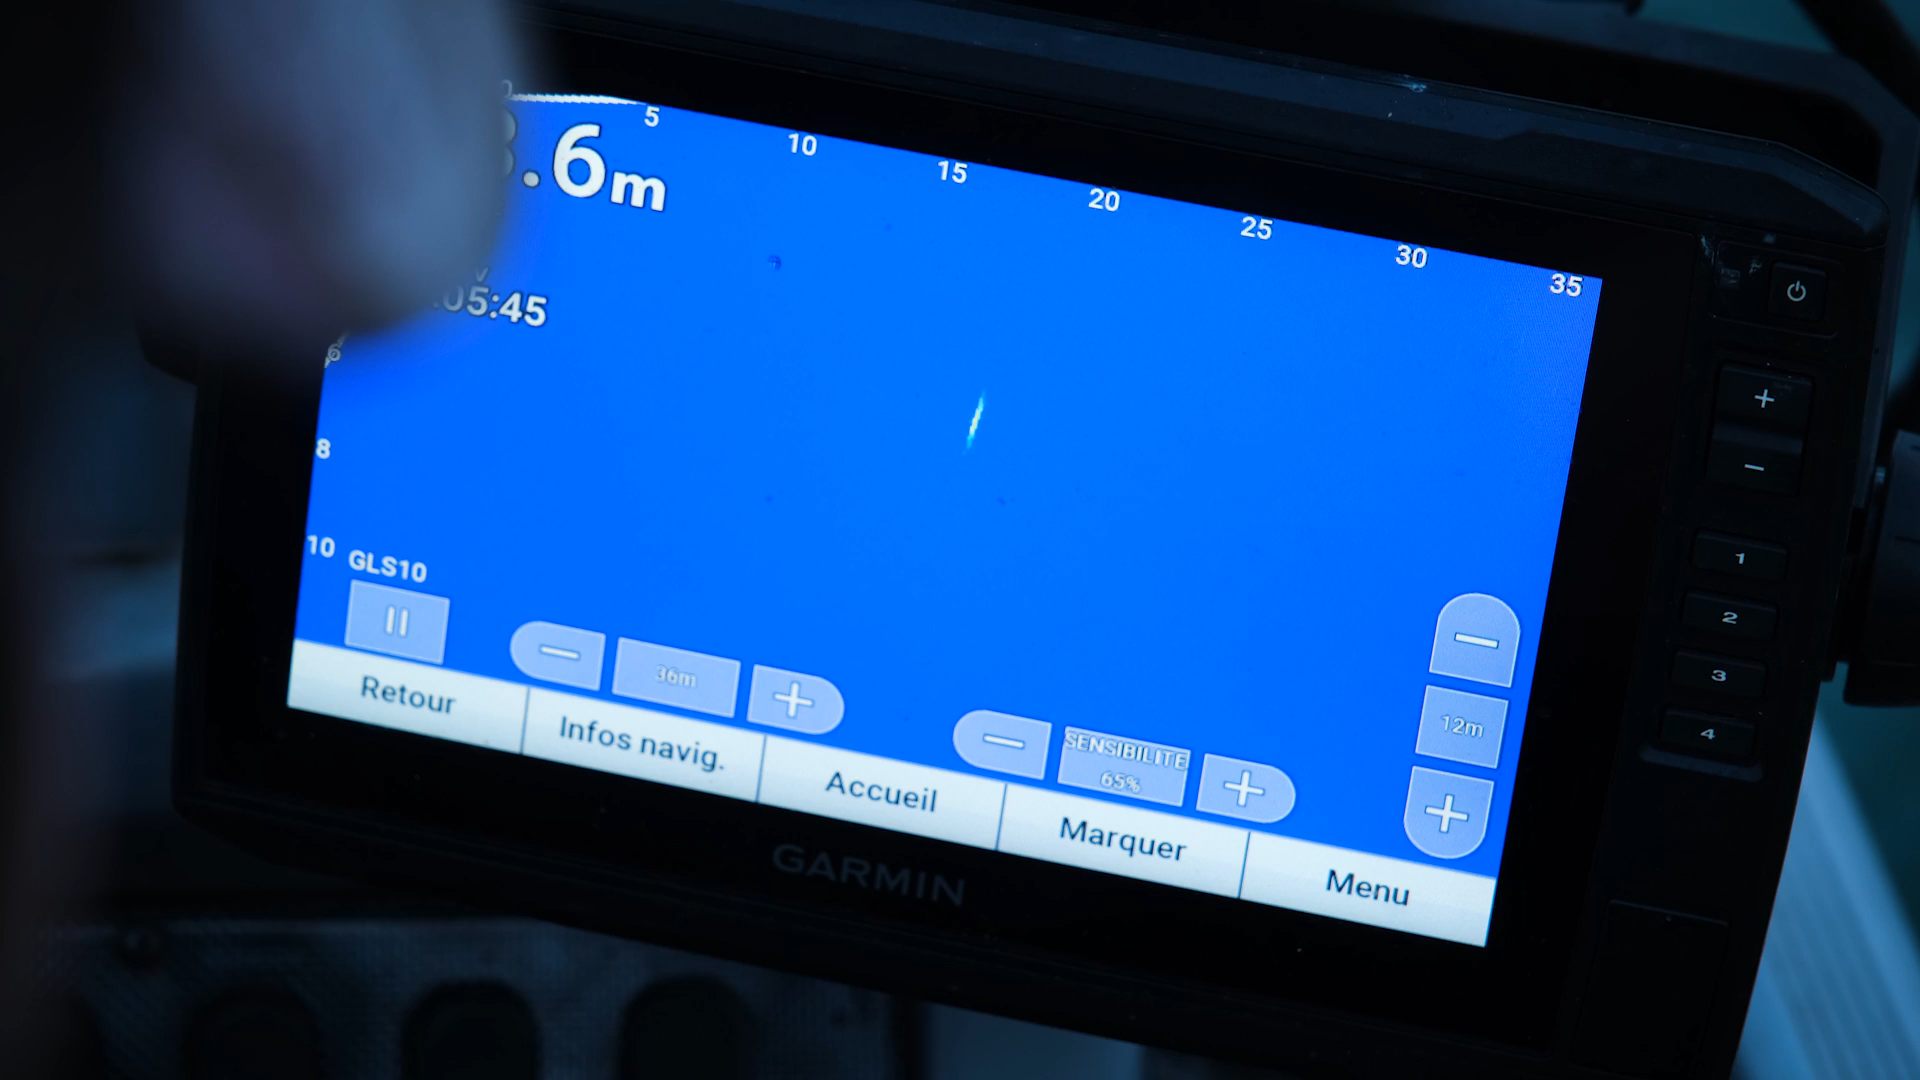 5 10 15 20 25 30 35
.6m
05:45
6
8
10
GLS10
36m
SENSIBILITE
65%
12m
Retour
Infos navig.
Accueil
Marquer
Menu
GARMIN
1
2
3
4